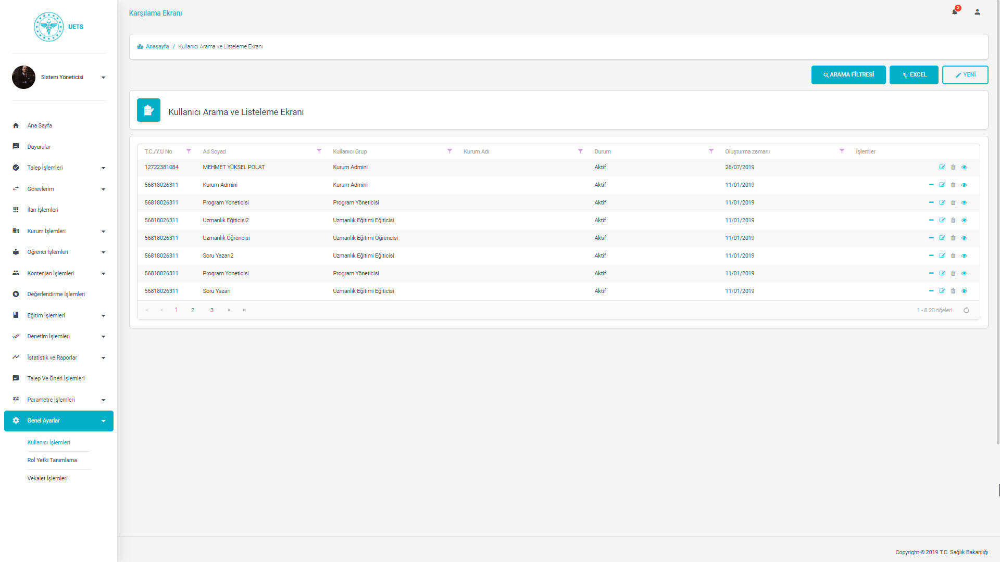 UETS
Sistem Yöneticisi
Ana Sayfa
Duyurular
Talep İşlemleri
Görevlerim
İlan İşlemleri
Kurum İşlemleri
Öğrenci İşlemleri
Kontenjan İşlemleri
Değerlendirme İşlemleri
Eğitim İşlemleri
Denetim İşlemleri
İstatistik ve Raporlar
Talep Ve Öneri İşlemleri
Parametre İşlemleri
Genel Ayarlar
Kullanıcı İşlemleri
Rol Yetki Tanımlama
Vekalet İşlemleri
Karşılama Ekranı
0
Anasayfa / Kullanıcı Arama ve Listeleme Ekranı
ARAMA FİLTRESİ EXCEL YENİ
Kullanıcı Arama ve Listeleme Ekranı
T.C./Y.U No Ad Soyad Kullanıcı Grup Kurum Adı Durum Oluşturma zamanı İşlemler
12722381084 MEHMET YÜKSEL POLAT Kurum Admini Aktif 26/07/2019
56818026311 Kurum Admini Kurum Admini Aktif 11/01/2019
56818026311 Program Yoneticisi Program Yöneticisi Aktif 11/01/2019
56818026311 Uzmanlık Eğiticisi2 Uzmanlık Eğitimi Eğiticisi Aktif 11/01/2019
56818026311 Uzmanlık Öğrencisi Uzmanlık Eğitimi Öğrencisi Aktif 11/01/2019
56818026311 Soru Yazarı2 Uzmanlık Eğitimi Eğiticisi Aktif 11/01/2019
56818026311 Program Yoneticisi Program Yöneticisi Aktif 11/01/2019
56818026311 Soru Yazarı Uzmanlık Eğitimi Eğiticisi Aktif 11/01/2019
1 2 3 1 - 8 20 öğeleri
Copyright © 2019 T.C. Sağlık Bakanlığı